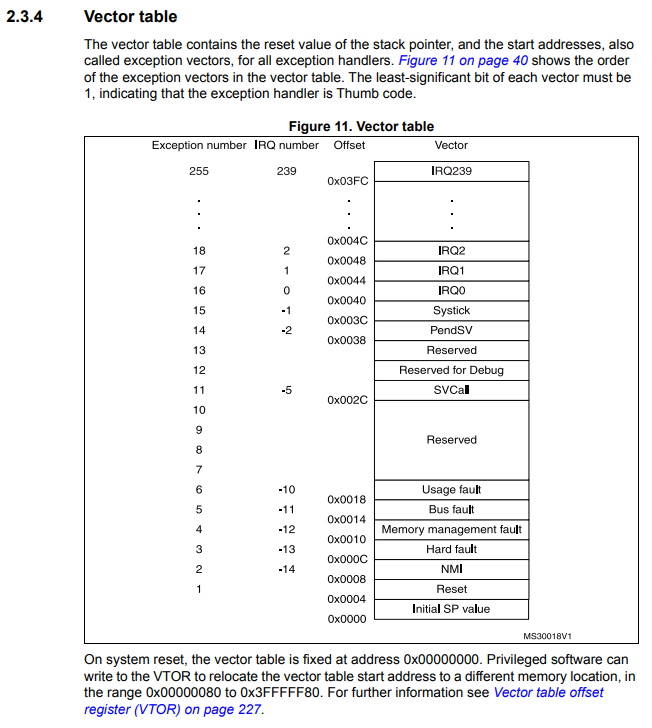 2.3.4 Vector table
The vector table contains the reset value of the stack pointer, and the start addresses, also
called exception vectors, for all exception handlers. Figure 11 on page 40 shows the order
of the exception vectors in the vector table. The least-significant bit of each vector must be
1, indicating that the exception handler is Thumb code.
Figure 11. Vector table
Exception number IRQ number Offset Vector
255 239 IRQ239
0x03FC
. . .
. . .
. . .
0x004C
18 2 IRQ2
0x0048
17 1 IRQ1
0x0044
16 0 IRQ0
0x0040
15 -1 Systick
0x003C
14 -2 PendSV
0x0038
13 Reserved
12 Reserved for Debug
11 -5 SVCall
0x002C
10
9
Reserved
8
7
6 -10 Usage fault
0x0018
5 -11 Bus fault
0x0014
4 -12 Memory management fault
0x0010
3 -13 Hard fault
0x000C
2 -14 NMI
0x0008
1 Reset
0x0004
Initial SP value
0x0000
MS30018V1
On system reset, the vector table is fixed at address 0x00000000. Privileged software can
write to the VTOR to relocate the vector table start address to a different memory location, in
the range 0x00000080 to 0x3FFFFF80. For further information see Vector table offset
register (VTOR) on page 227.